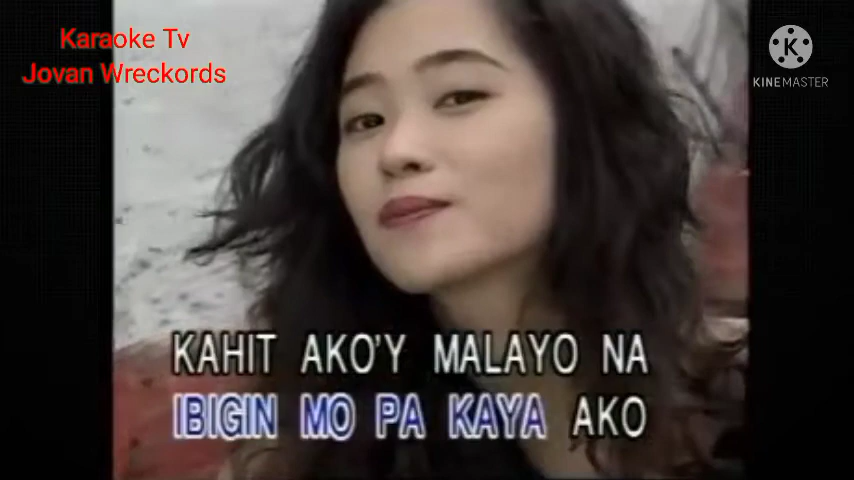 Karaoke Tv
Jovan Wreckords
KINEMASTER
KAHIT AKO'Y MALAYO NA
IBIGIN MO PA KAYA AKO